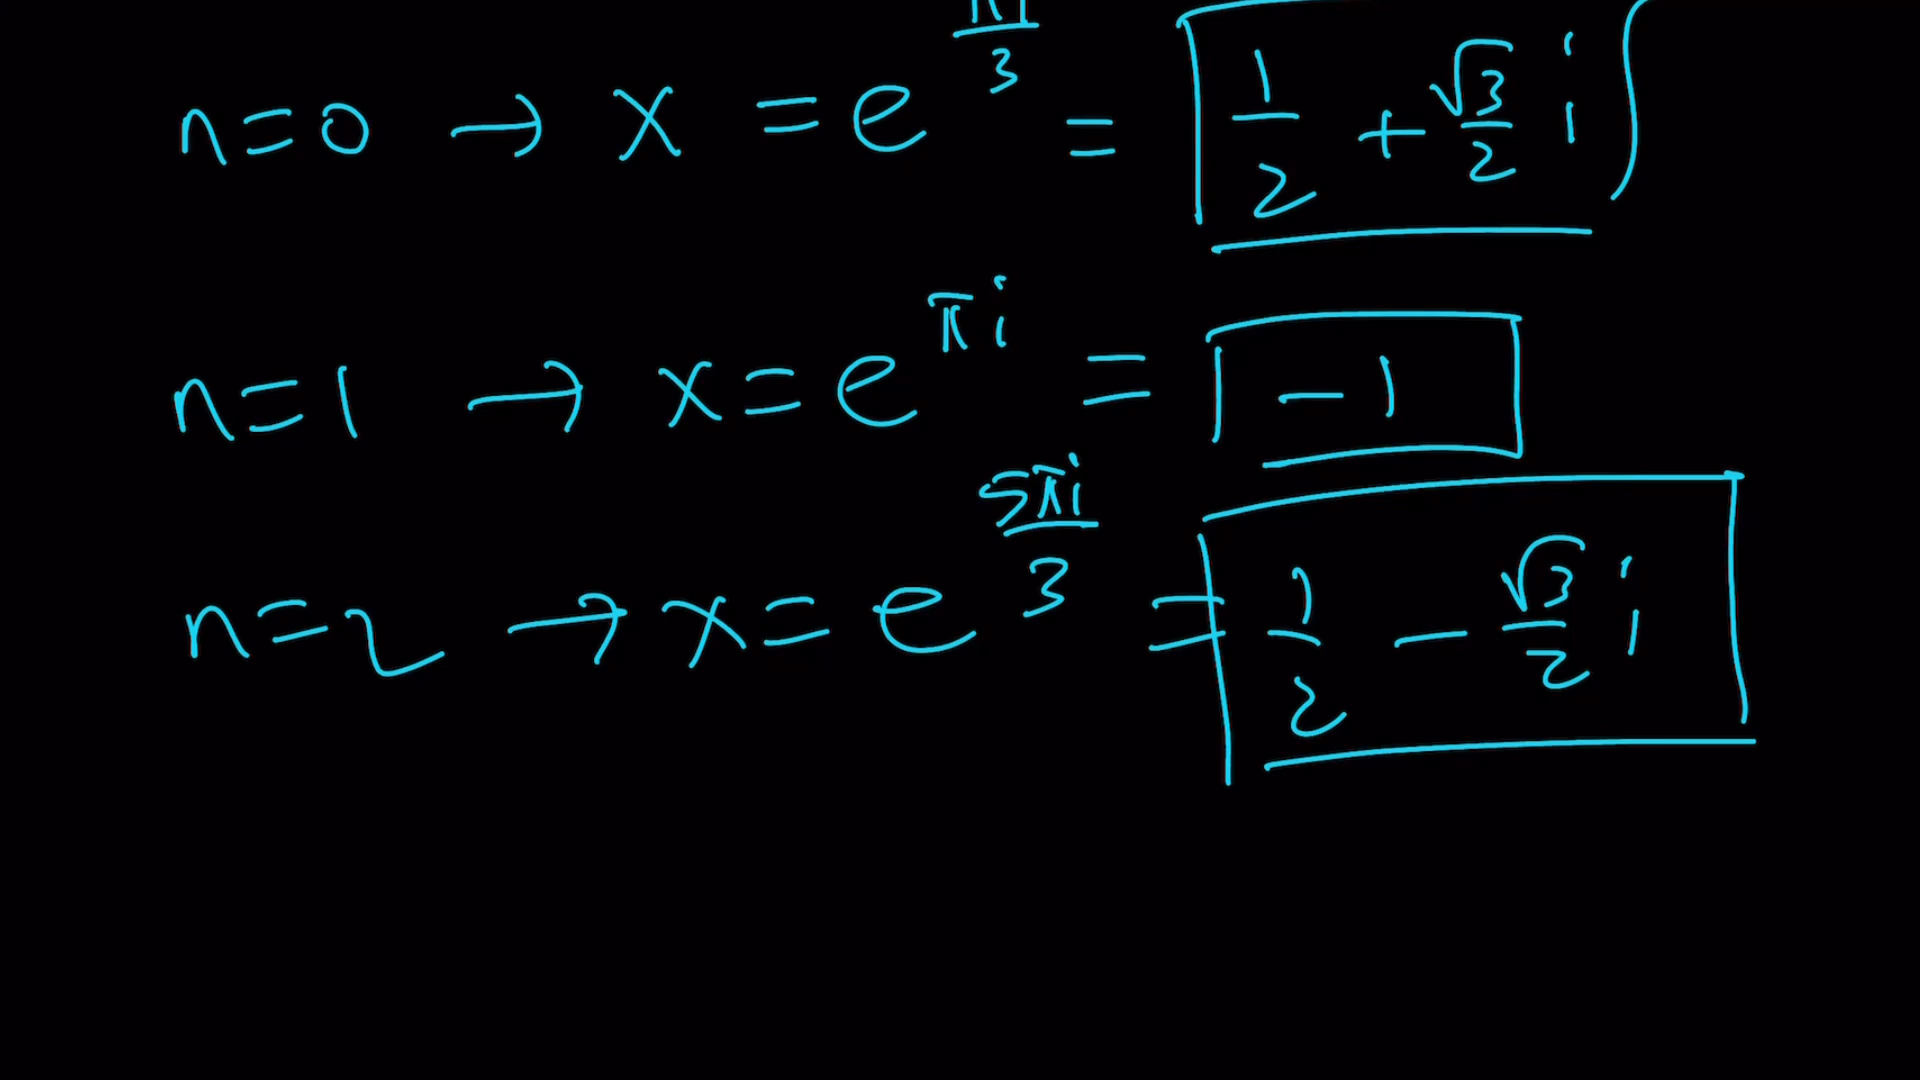 n=0 → x = e^(πi/3) = 1/2 + √3/2 i
n=1 → x = e^(πi) = -1
n=2 → x = e^(5πi/3) = 1/2 - √3/2 i